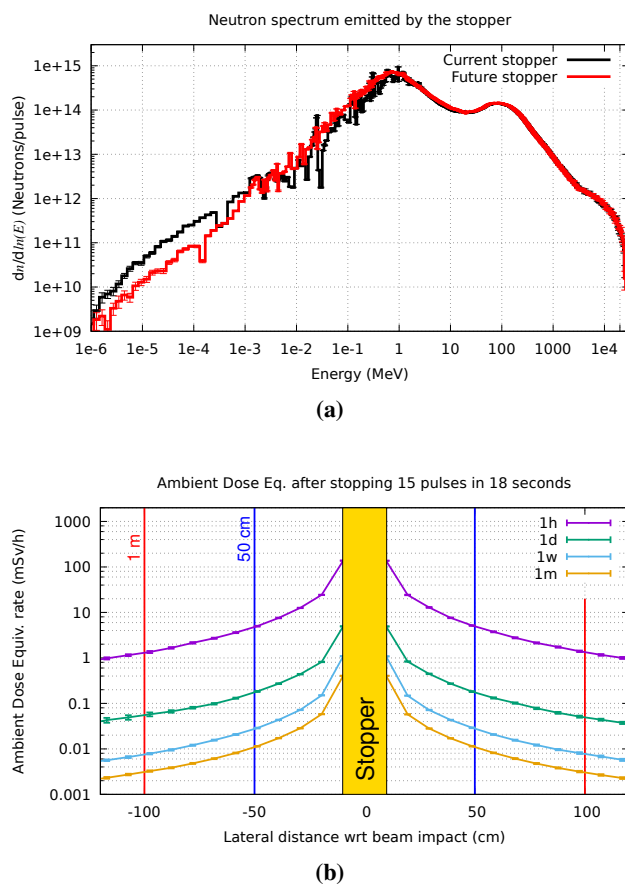 Neutron spectrum emitted by the stopper
dn/dln(E) (Neutrons/pulse)
1e+15
1e+14
1e+13
1e+12
1e+11
1e+10
1e+09
Current stopper
Future stopper
1e-6 1e-5 1e-4 1e-3 1e-2 1e-1 1 10 100 1000 1e4
Energy (MeV)
(a)
Ambient Dose Eq. after stopping 15 pulses in 18 seconds
Ambient Dose Equiv. rate (mSv/h)
1000
100
10
1
0.1
0.01
0.001
1 m
50 cm
Stopper
1h
1d
1w
1m
-100 -50 0 50 100
Lateral distance wrt beam impact (cm)
(b)